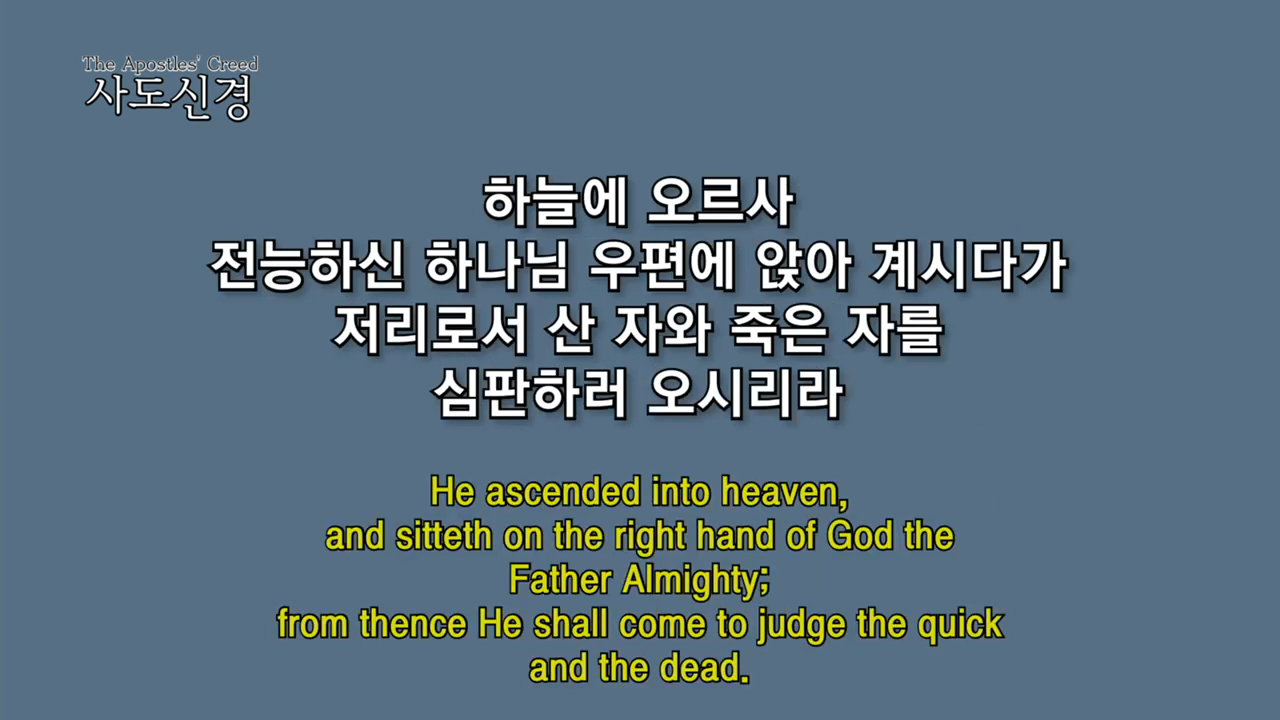 The Apostles' Creed
사도신경
하늘에 오르사
전능하신 하나님 우편에 앉아 계시다가
저리로서 산 자와 죽은 자를
심판하러 오시리라
He ascended into heaven,
and sitteth on the right hand of God the
Father Almighty;
from thence He shall come to judge the quick
and the dead.